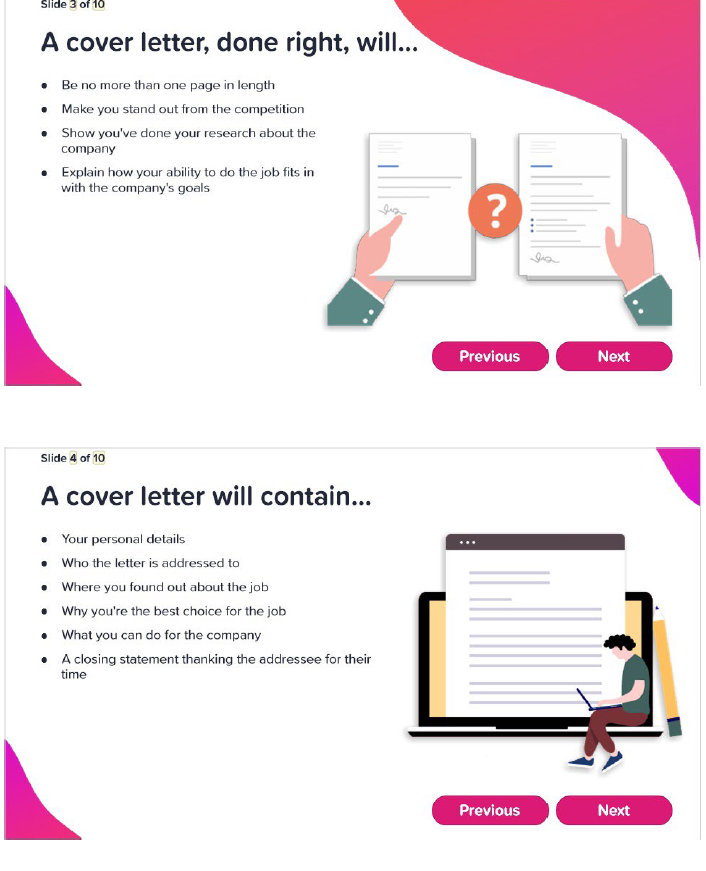 Slide 3 of 10
A cover letter, done right, will...
• Be no more than one page in length
• Make you stand out from the competition
• Show you've done your research about the
company
• Explain how your ability to do the job fits in
with the company's goals
?
Previous Next
Slide 4 of 10
A cover letter will contain...
• Your personal details
• Who the letter is addressed to
• Where you found out about the job
• Why you're the best choice for the job
• What you can do for the company
• A closing statement thanking the addressee for their
time
Previous Next